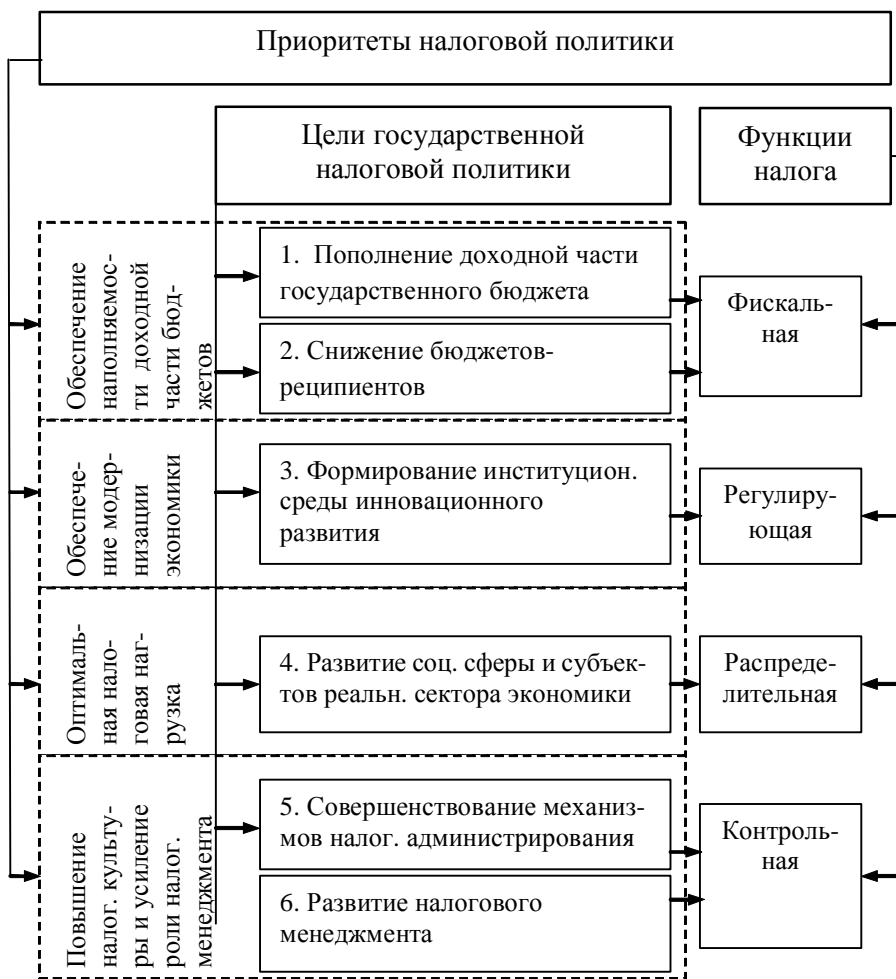 Приоритеты налоговой политики
Цели государственной
налоговой политики
Функции
налога
Обеспечение
наполняемос-
ти доходной
части бюд-
жетов
1. Пополнение доходной части
государственного бюджета
2. Снижение бюджетов-
реципиентов
Фискаль-
ная
Обеспече-
ние модер-
низации
экономики
3. Формирование институцион.
среды инновационного
развития
Регулиру-
ющая
Оптималь-
ная нало-
говая наг-
рузка
4. Развитие соц. сферы и субъек-
тов реальн. сектора экономики
Распреде-
лительная
Повышение
налог. культу-
ры и усиление
роли налог.
менеджмента
5. Совершенствование механиз-
мов налог. администрирования
6. Развитие налогового
менеджмента
Контроль-
ная